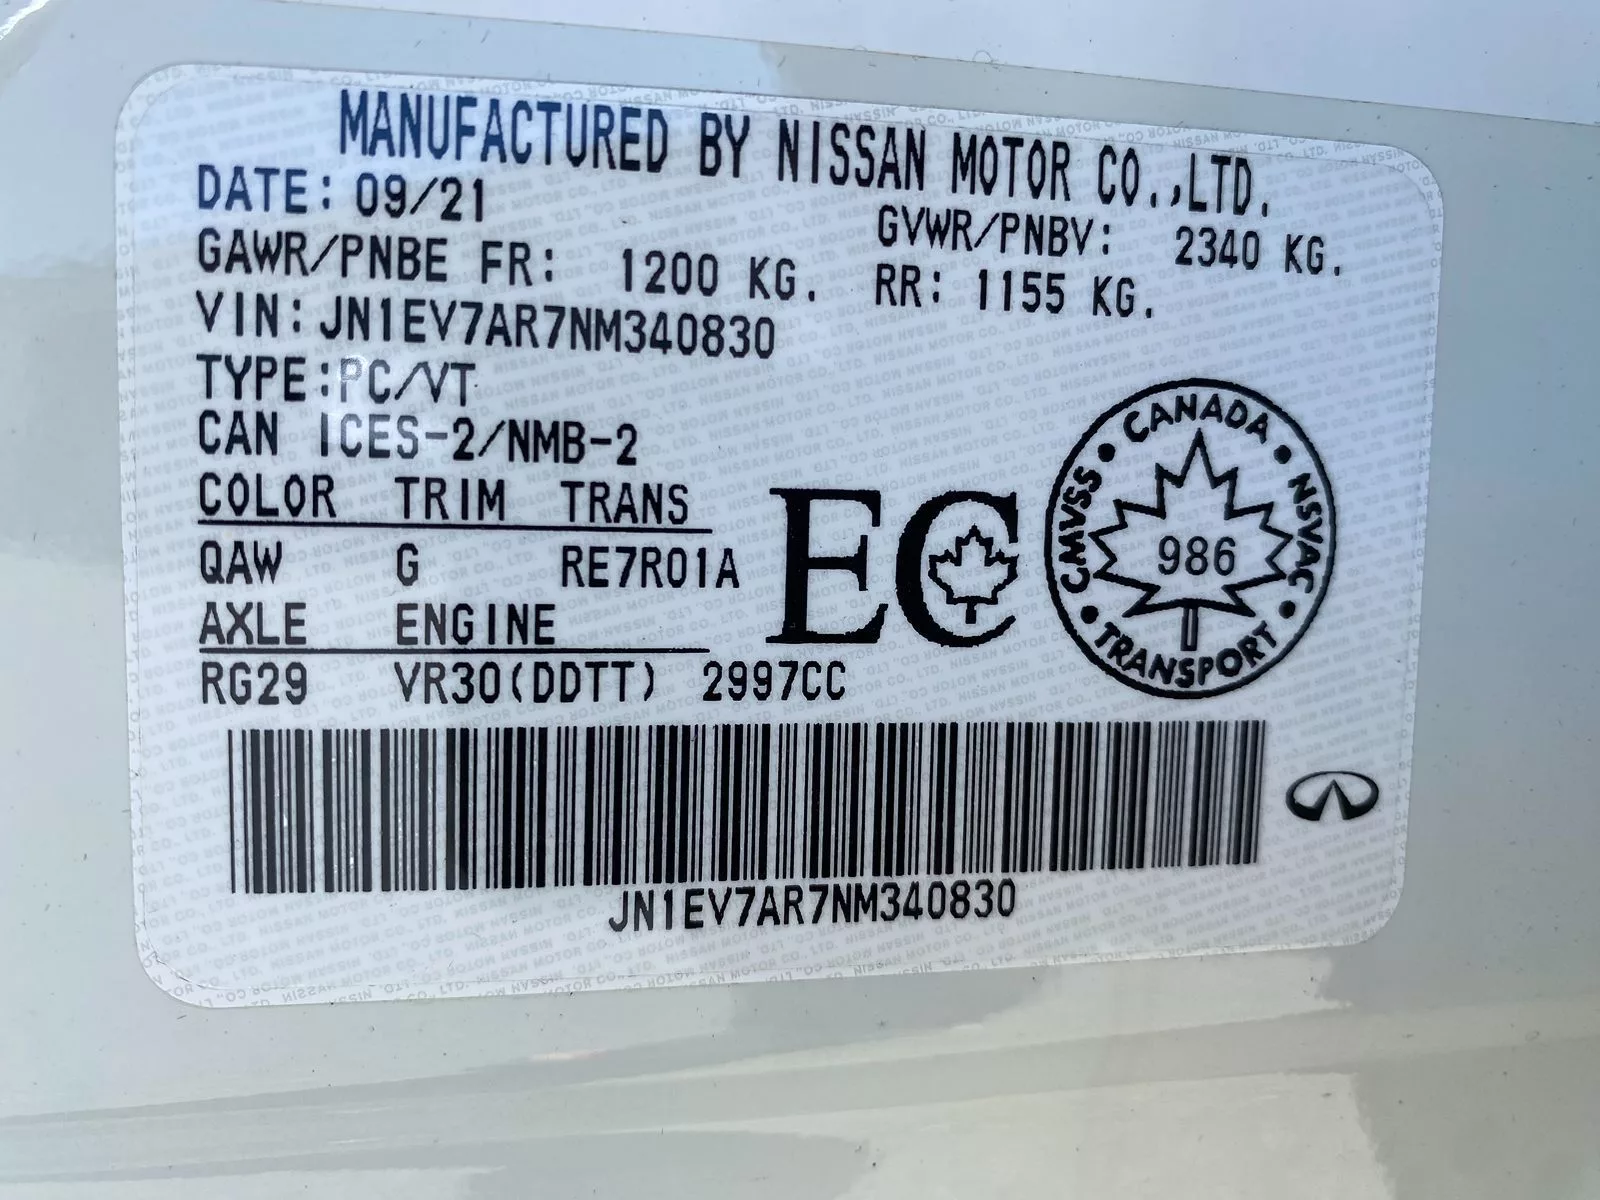 MANUFACTURED BY NISSAN MOTOR CO.,LTD.
DATE: 09/21
GVWR/PNBV: 2340 KG.
GAWR/PNBE FR: 1200 KG. RR: 1155 KG.
VIN: JN1EV7AR7NM340830
TYPE:PC/VT
CAN ICES-2/NMB-2
COLOR TRIM TRANS
QAW G RE7R01A
AXLE ENGINE
RG29 VR30(DDTT) 2997CC
EC
CANADA
CMVSS
NSVAC
986
TRANSPORT
JN1EV7AR7NM340830